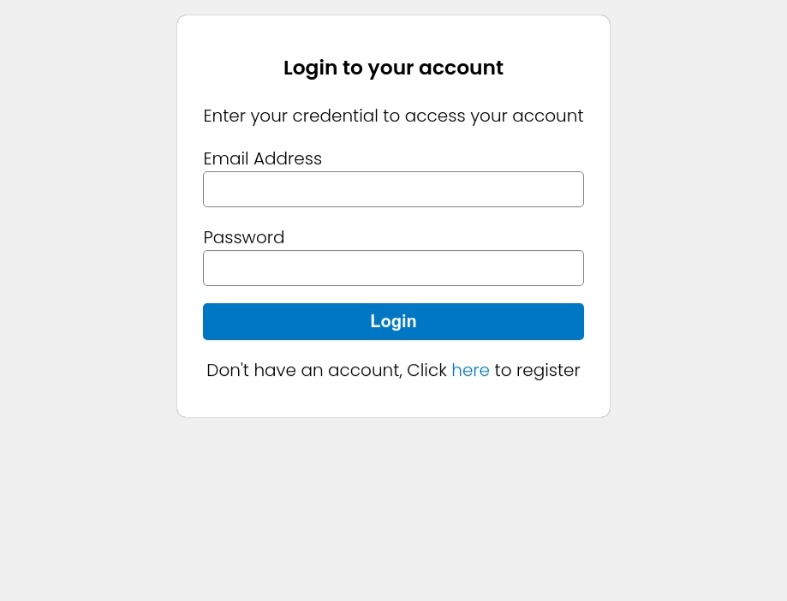 Login to your account
Enter your credential to access your account
Email Address
Password
Login
Don't have an account, Click here to register